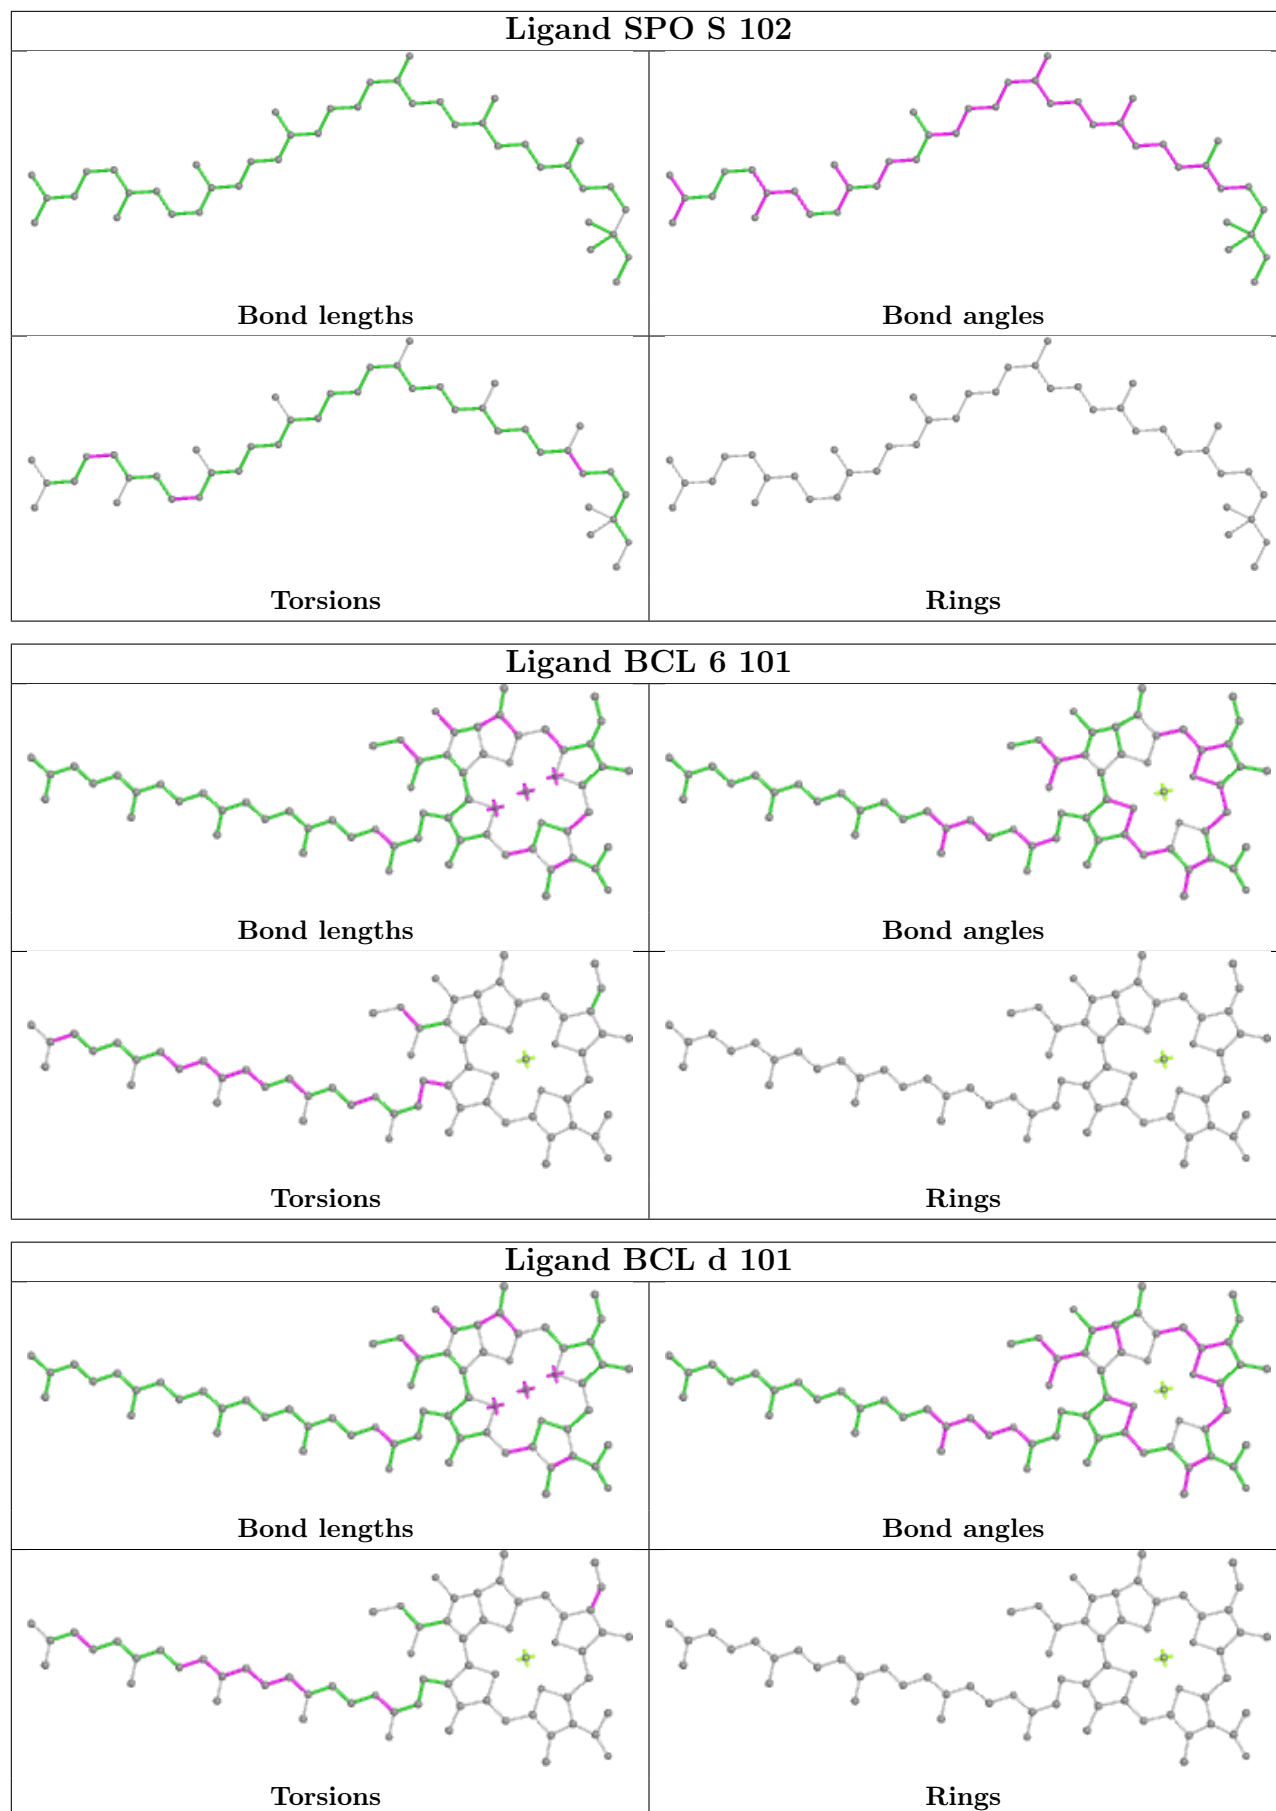 Ligand SPO S 102
Bond lengths
Bond angles
Torsions
Rings
Ligand BCL 6 101
Bond lengths
Bond angles
Torsions
Rings
Ligand BCL d 101
Bond lengths
Bond angles
Torsions
Rings